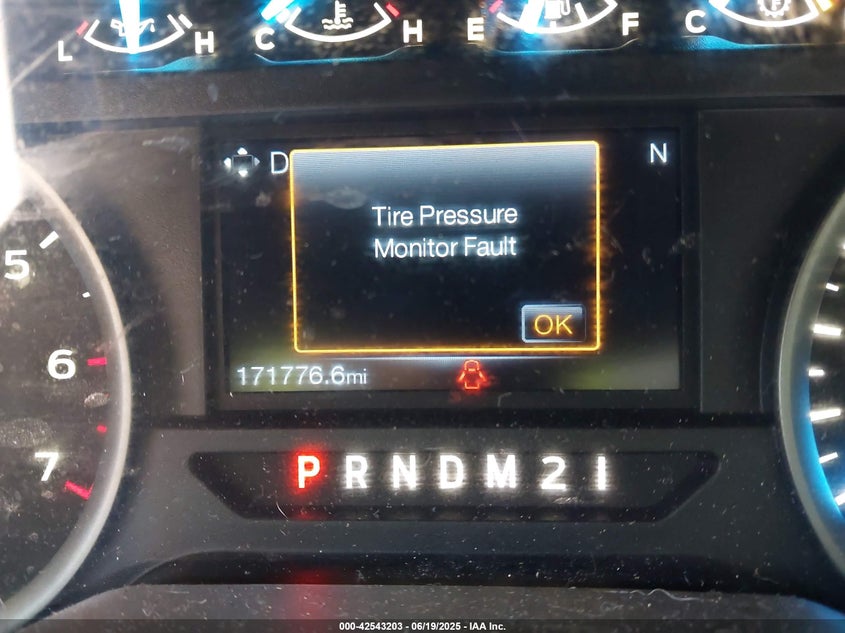 L H C H E F C
D N
Tire Pressure
Monitor Fault
OK
5
6
171776.6mi
7
P R N D M 2 1
000-42543203 - 06/19/2025 - IAA Inc.